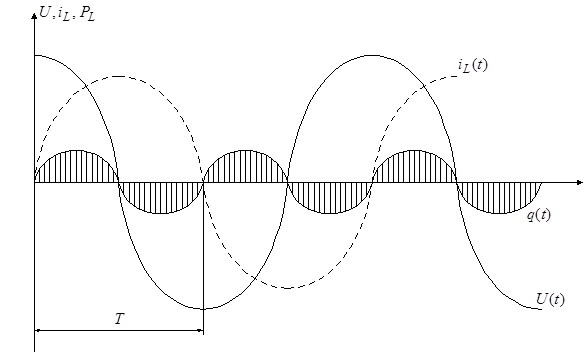 U, i_L, P_L
i_L(t)
q(t)
U(t)
T